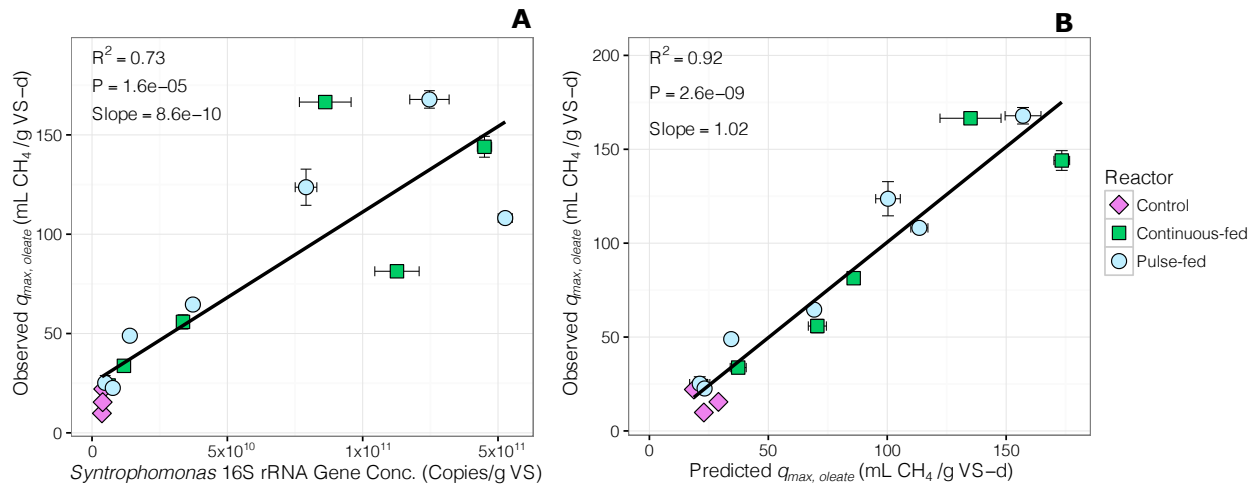 A
R² = 0.73
P = 1.6e−05
Slope = 8.6e−10
Observed qmax, oleate (mL CH₄ /g VS−d)
150
100
50
0
0
5x10¹⁰
1x10¹¹
5x10¹¹
Syntrophomonas 16S rRNA Gene Conc. (Copies/g VS)
B
R² = 0.92
P = 2.6e−09
Slope = 1.02
Observed qmax, oleate (mL CH₄ /g VS−d)
200
150
100
50
0
0
50
100
150
Predicted qmax, oleate (mL CH₄ /g VS−d)
Reactor
Control
Continuous-fed
Pulse-fed